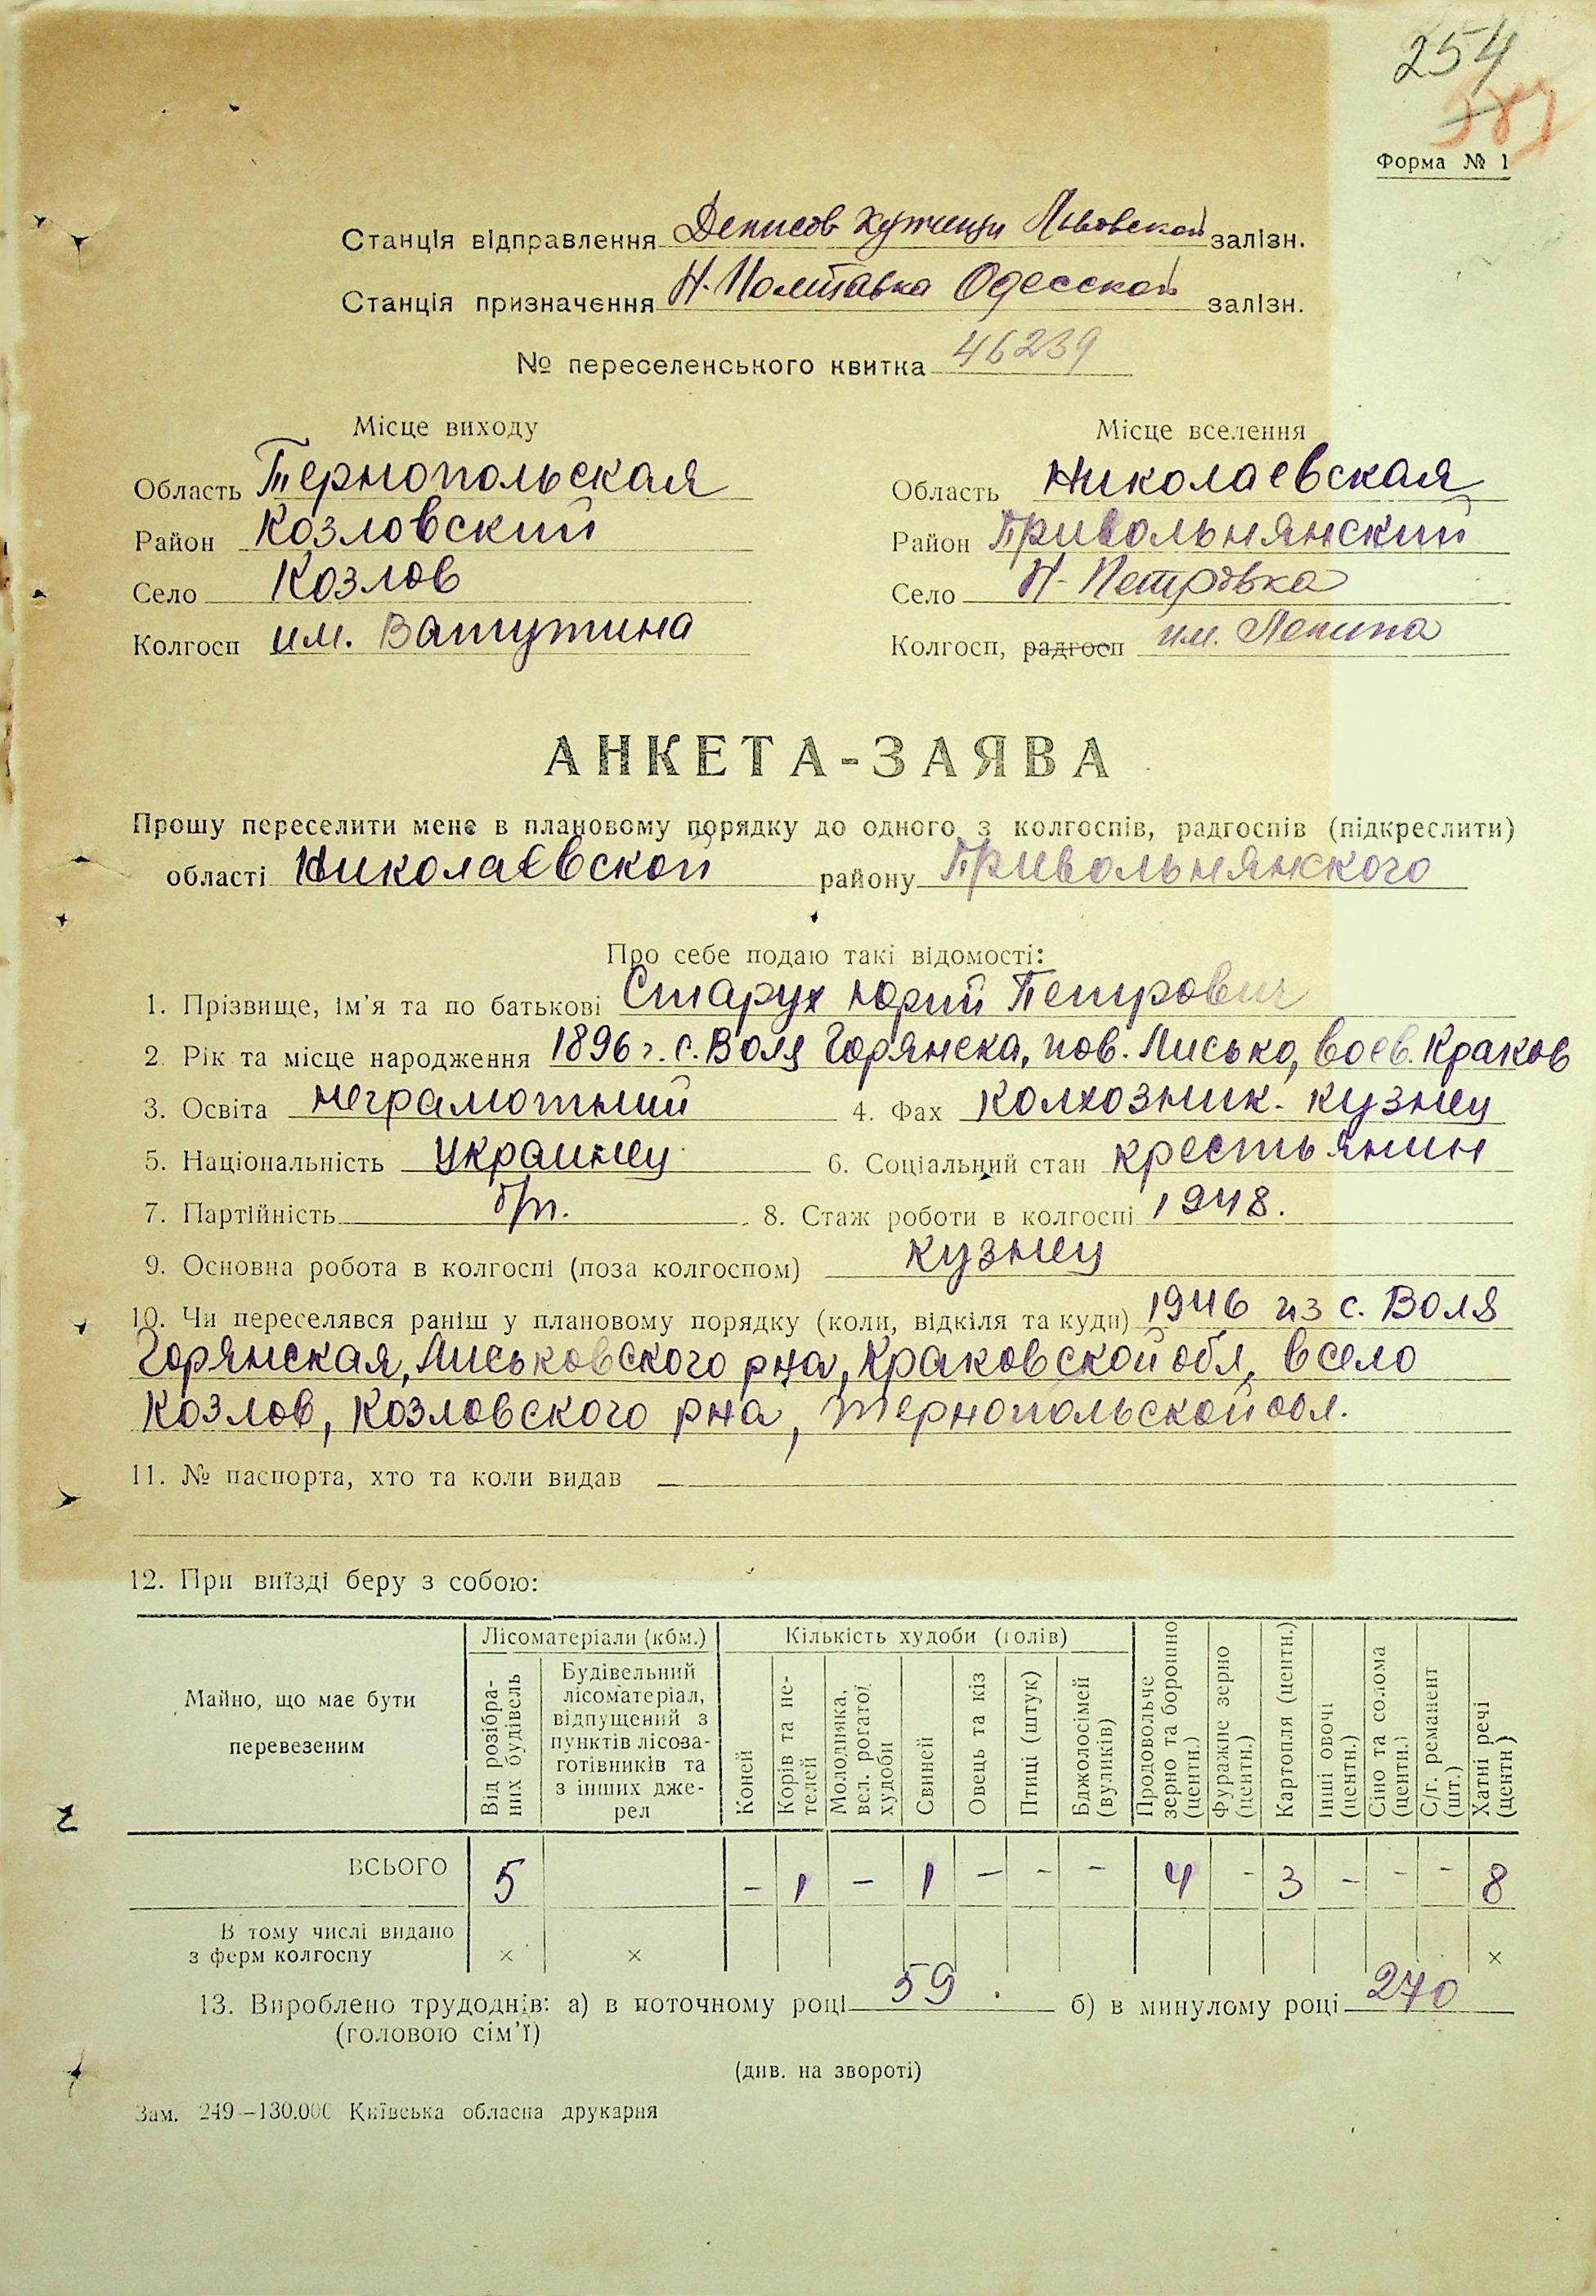 254
Форма № 1
Станція відправлення Денисов Купчинци Львовской залізн.
Станція призначення Н. Полтавка Одесской залізн.
№ переселенського квитка 46239
Місце виходу
Місце вселення
Область Тернопольская
Область Николаевская
Район Козловский
Район Привольнянский
Село Козлов
Село Н-Петровка
Колгосп им. Ватутина
Колгосп, радгосп им. Ленина
АНКЕТА-ЗАЯВА
Прошу переселити мене в плановому порядку до одного з колгоспів, радгоспів (підкреслити)
області Николаевской району Привольнянского
Про себе подаю такі відомості:
1. Прізвище, ім'я та по батькові Старух Юрий Петрович
2. Рік та місце народження 1896 г. с. Воля Горянска, пов. Лисько, воев. Краков
3. Освіта неграмотный 4. Фах колхозник. кузнец
5. Національність украинец 6. Соціальний стан крестьянин
7. Партійність б/п. 8. Стаж роботи в колгоспі 1948.
9. Основна робота в колгоспі (поза колгоспом) кузнец
10. Чи переселявся раніш у плановому порядку (коли, відкіля та куди) 1946 из с. Воля
Горянская, Лиськовского рна, Краковской обл, в село
Козлов, Козловского рна, Тернопольской обл.
11. № паспорта, хто та коли видав
12. При виїзді беру з собою:
Майно, що має бути перевезеним
Лісоматеріали (кбм.)
Кількість худоби (голів)
Від розібраних будівель
Будівельний лісоматеріал, відпущений з пунктів лісоза-готівників та з інших дже-рел
Коней
Корів та не-телей
Молодняка, вел. рогатої худоби
Свиней
Овець та кіз
Птиці (штук)
Бджолосімей (вуликів)
Продовольче зерно та борошно (центн.)
Фуражне зерно (центн.)
Картопля (центн.)
Інші овочі (центн.)
Сіно та солома (центн.)
С/г. реманент (шт.)
Хатні речі (центн)
ВСЬОГО 5 - 1 - 1 - - - 4 - 3 - - - 8
В тому числі видано
з ферм колгоспу × × ×
13. Вироблено трудоднів: а) в поточному році 59. б) в минулому році 270
(головою сім'ї)
(див. на звороті)
Зам. 249—130.000 Київська обласна друкарня